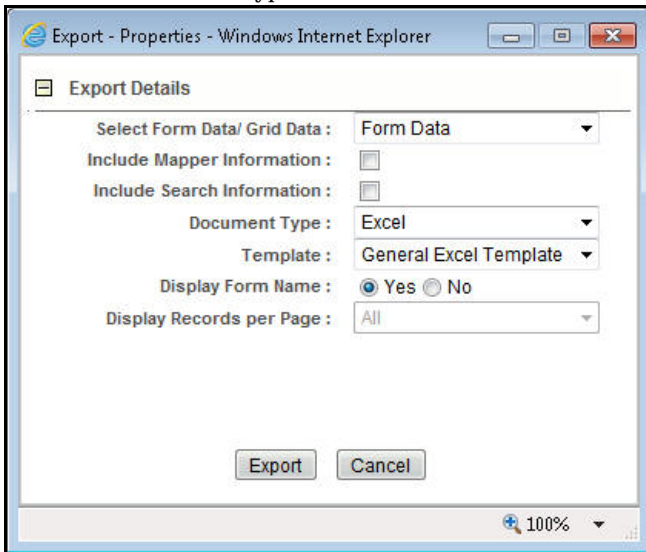 Export - Properties - Windows Internet Explorer
Export Details
Select Form Data/ Grid Data : Form Data
Include Mapper Information :
Include Search Information :
Document Type : Excel
Template : General Excel Template
Display Form Name : Yes No
Display Records per Page : All
Export Cancel
100%